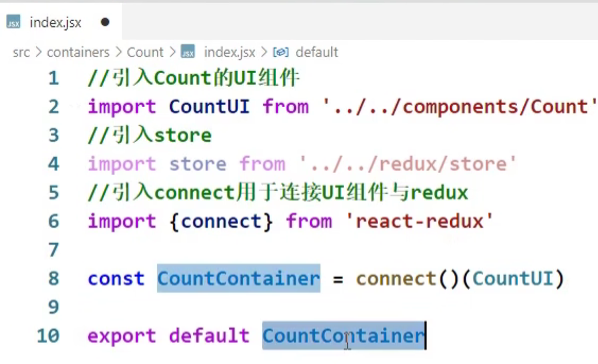 index.jsx
src > containers > Count > index.jsx > default
1 //引入Count的UI组件
2 import CountUI from '../../components/Count'
3 //引入store
4 import store from '../../redux/store'
5 //引入connect用于连接UI组件与redux
6 import {connect} from 'react-redux'
7
8 const CountContainer = connect()(CountUI)
9
10 export default CountContainer